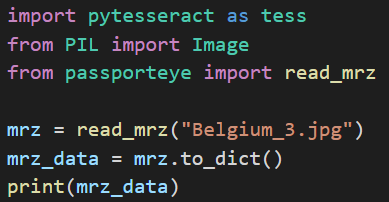 import pytesseract as tess
from PIL import Image
from passporteye import read_mrz
mrz = read_mrz("Belgium_3.jpg")
mrz_data = mrz.to_dict()
print(mrz_data)